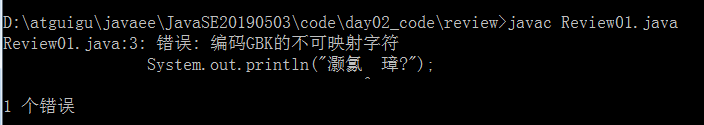 D:\atguigu\javaee\JavaSE20190503\code\day02_code\review>javac Review01.java
Review01.java:3: 错误: 编码GBK的不可映射字符
System.out.println("灏氦  璋?");
^
1 个错误